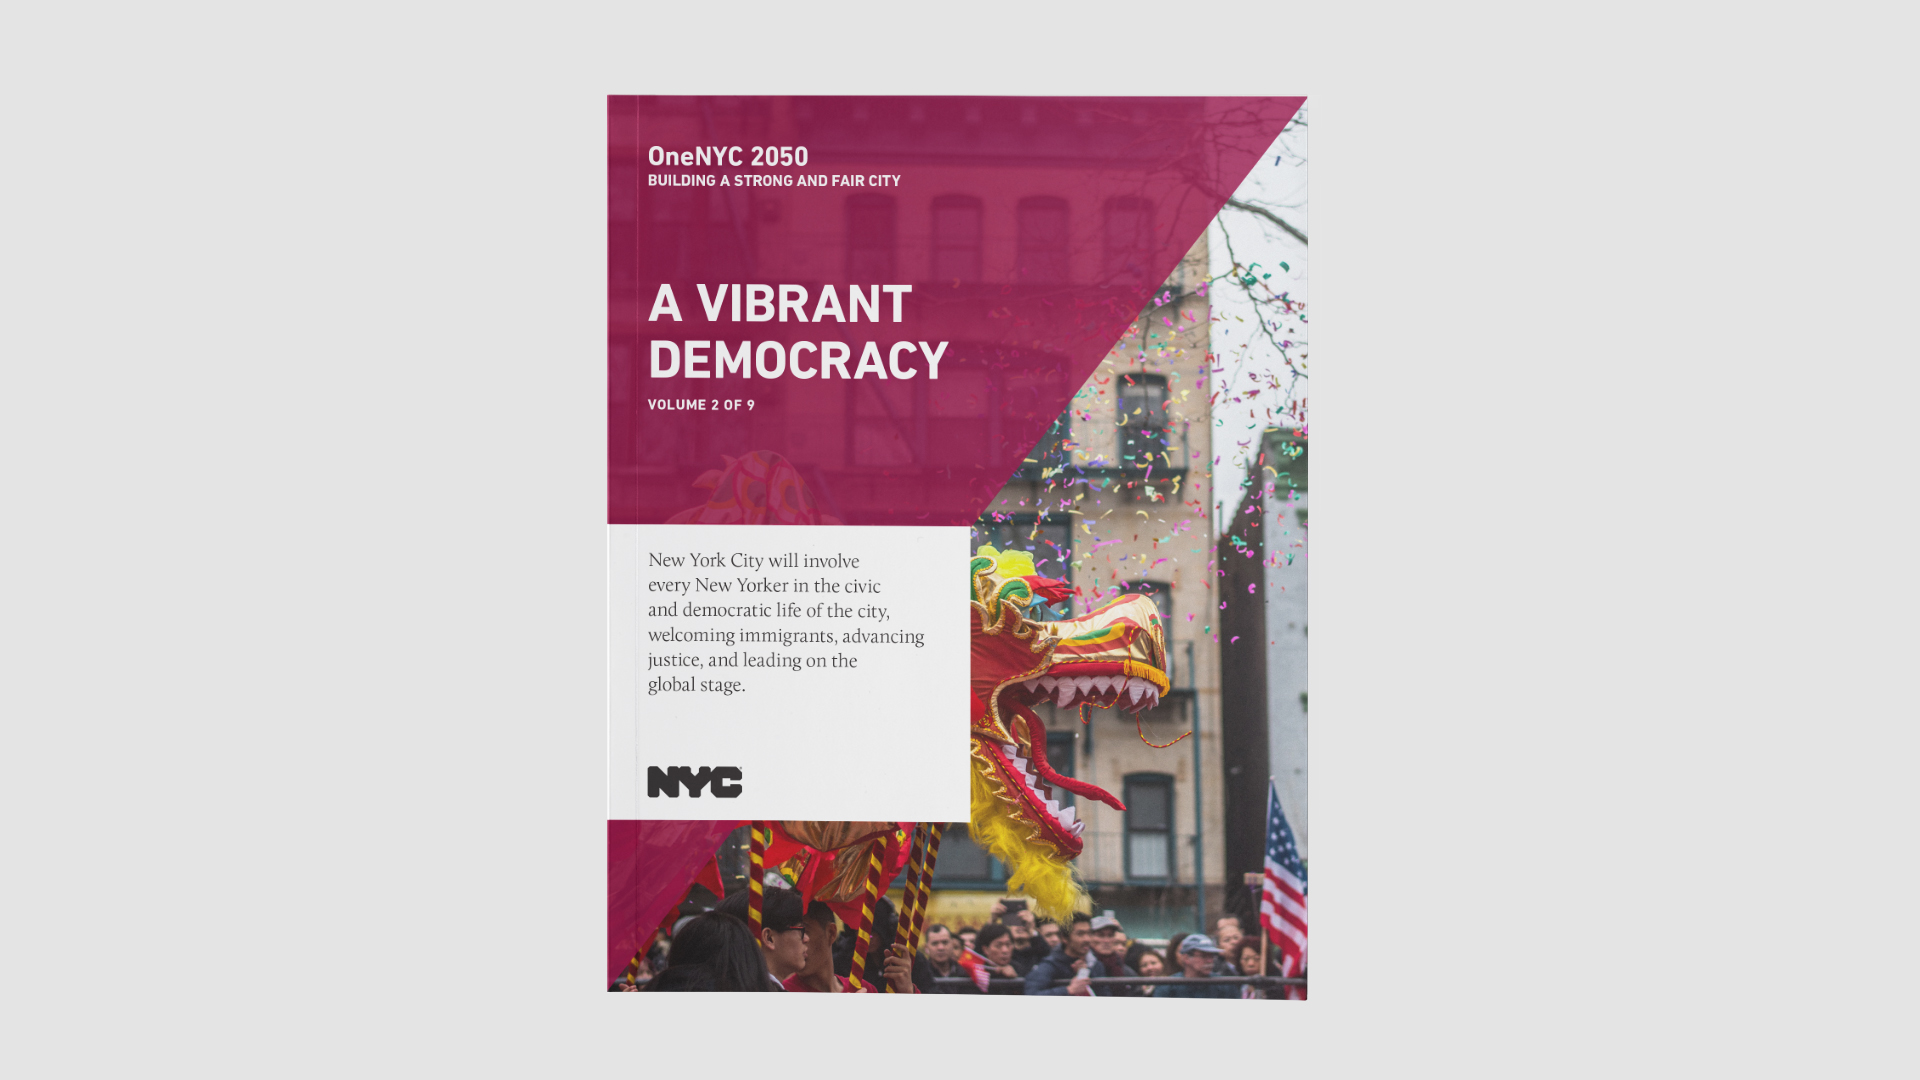 OneNYC 2050
BUILDING A STRONG AND FAIR CITY
A VIBRANT
DEMOCRACY
VOLUME 2 OF 9
New York City will involve
every New Yorker in the civic
and democratic life of the city,
welcoming immigrants, advancing
justice, and leading on the
global stage.
NYC